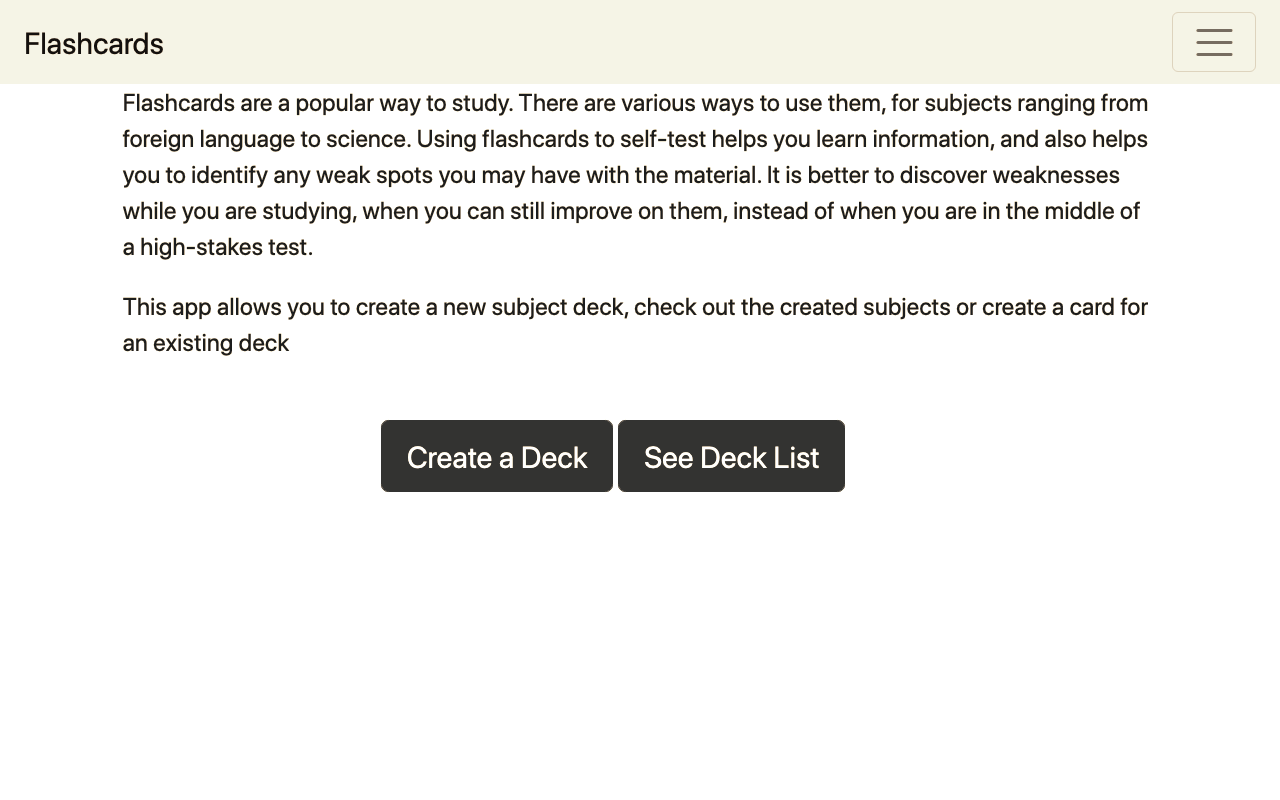 Flashcards
Flashcards are a popular way to study. There are various ways to use them, for subjects ranging from
foreign language to science. Using flashcards to self-test helps you learn information, and also helps
you to identify any weak spots you may have with the material. It is better to discover weaknesses
while you are studying, when you can still improve on them, instead of when you are in the middle of
a high-stakes test.
This app allows you to create a new subject deck, check out the created subjects or create a card for
an existing deck
Create a Deck See Deck List